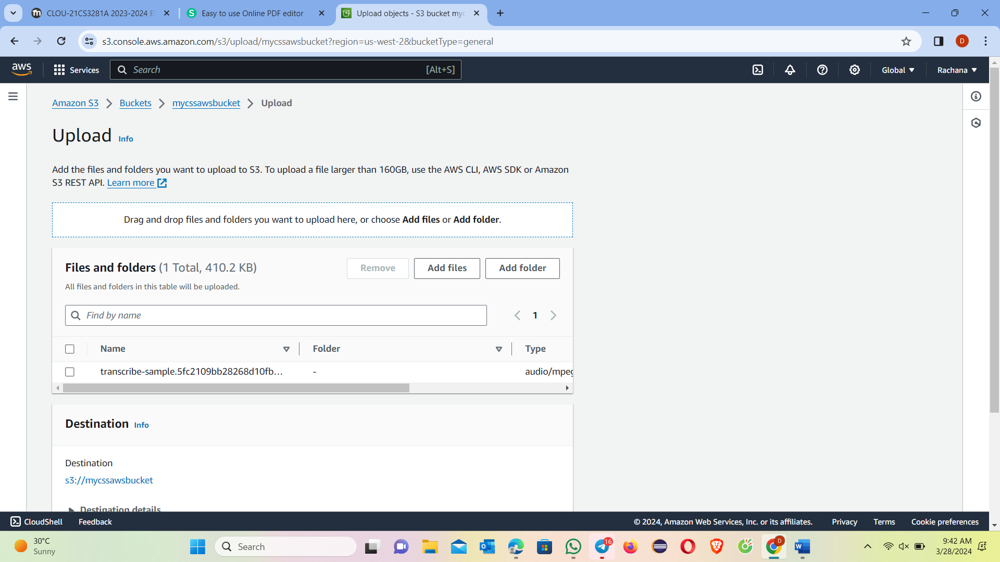 CLOU-21CS3281A 2023-2024 E
Easy to use Online PDF editor
Upload objects - S3 bucket myc
s3.console.aws.amazon.com/s3/upload/mycssawsbucket?region=us-west-2&bucketType=general
D
aws
Services
Search
[Alt+S]
Global
Rachana
Amazon S3
Buckets
mycssawsbucket
Upload
Upload Info
Add the files and folders you want to upload to S3. To upload a file larger than 160GB, use the AWS CLI, AWS SDK or Amazon
S3 REST API. Learn more
Drag and drop files and folders you want to upload here, or choose Add files or Add folder.
Files and folders (1 Total, 410.2 KB)
Remove
Add files
Add folder
All files and folders in this table will be uploaded.
Find by name
1
Name
Folder
Type
transcribe-sample.5fc2109bb28268d10fb...
-
audio/mpeg
Destination Info
Destination
s3://mycssawsbucket
Destination details
CloudShell
Feedback
© 2024, Amazon Web Services, Inc. or its affiliates.
Privacy
Terms
Cookie preferences
30°C
Sunny
Search
16
D
9:42 AM
3/28/2024